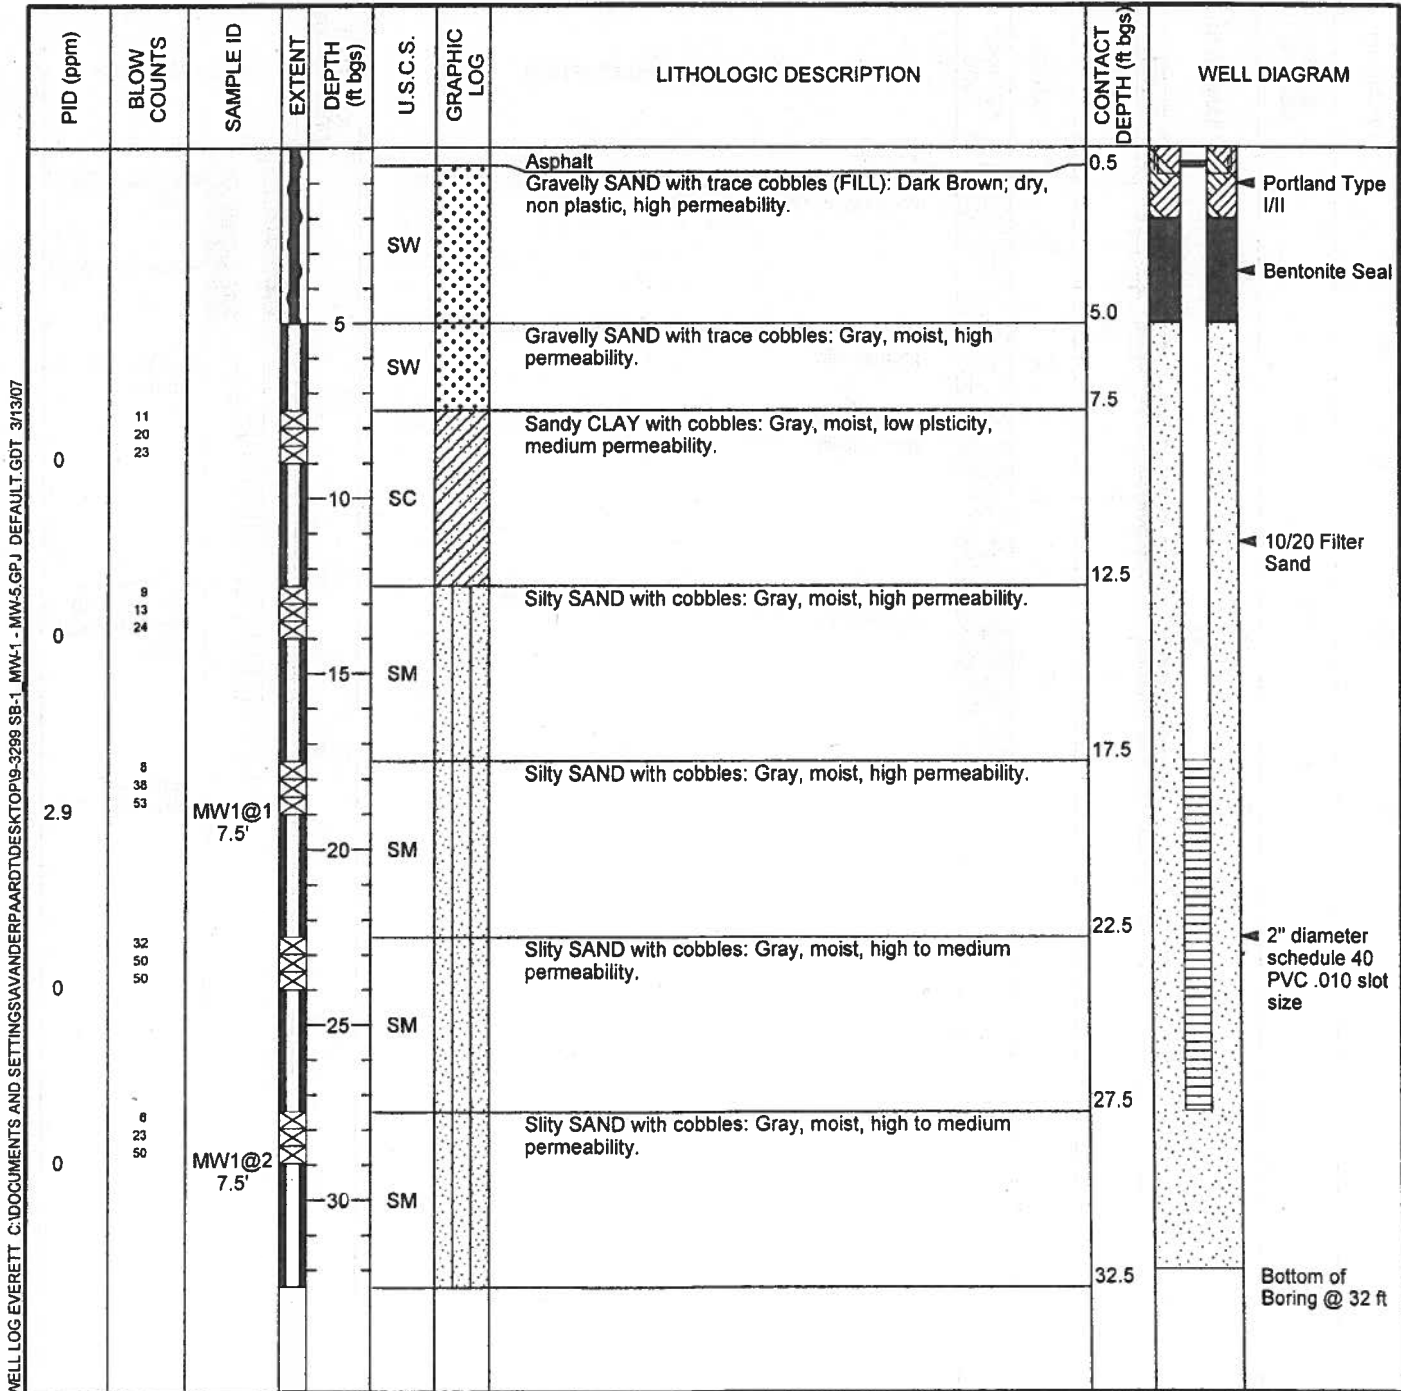 PID (ppm)
BLOW
COUNTS
SAMPLE ID
EXTENT
DEPTH
(ft bgs)
U.S.C.S.
GRAPHIC
LOG
LITHOLOGIC DESCRIPTION
CONTACT
DEPTH (ft bgs)
WELL DIAGRAM
Asphalt
0.5
Gravelly SAND with trace cobbles (FILL): Dark Brown; dry,
non plastic, high permeability.
SW
Portland Type
I/II
Bentonite Seal
5.0
5
Gravelly SAND with trace cobbles: Gray, moist, high
permeability.
SW
7.5
11
20
23
0
Sandy CLAY with cobbles: Gray, moist, low plsticity,
medium permeability.
10
SC
10/20 Filter
Sand
12.5
9
13
24
0
Silty SAND with cobbles: Gray, moist, high permeability.
15
SM
17.5
8
38
53
2.9
MW1@1
7.5'
Silty SAND with cobbles: Gray, moist, high permeability.
20
SM
22.5
32
50
50
0
Slity SAND with cobbles: Gray, moist, high to medium
permeability.
2" diameter
schedule 40
PVC .010 slot
size
25
SM
27.5
6
23
50
0
MW1@2
7.5'
Slity SAND with cobbles: Gray, moist, high to medium
permeability.
30
SM
32.5
Bottom of
Boring @ 32 ft
WELL LOG EVERETT C:\DOCUMENTS AND SETTINGS\AVANDERPAARDT\DESKTOP\9-3299 SB-1_MW-1 - MW-5.GPJ DEFAULT.GDT 3/13/07